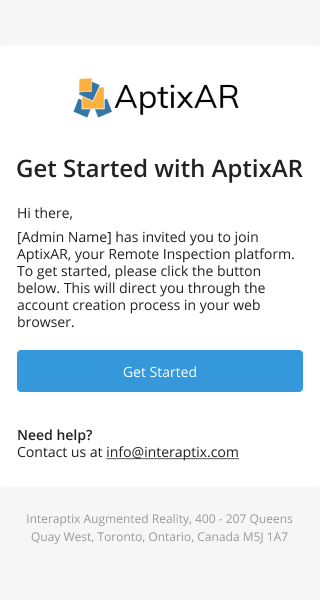 AptixAR
Get Started with AptixAR
Hi there,
[Admin Name] has invited you to join
AptixAR, your Remote Inspection platform.
To get started, please click the button
below. This will direct you through the
account creation process in your web
browser.
Get Started
Need help?
Contact us at info@interaptix.com
Interaptix Augmented Reality, 400 - 207 Queens
Quay West, Toronto, Ontario, Canada M5J 1A7